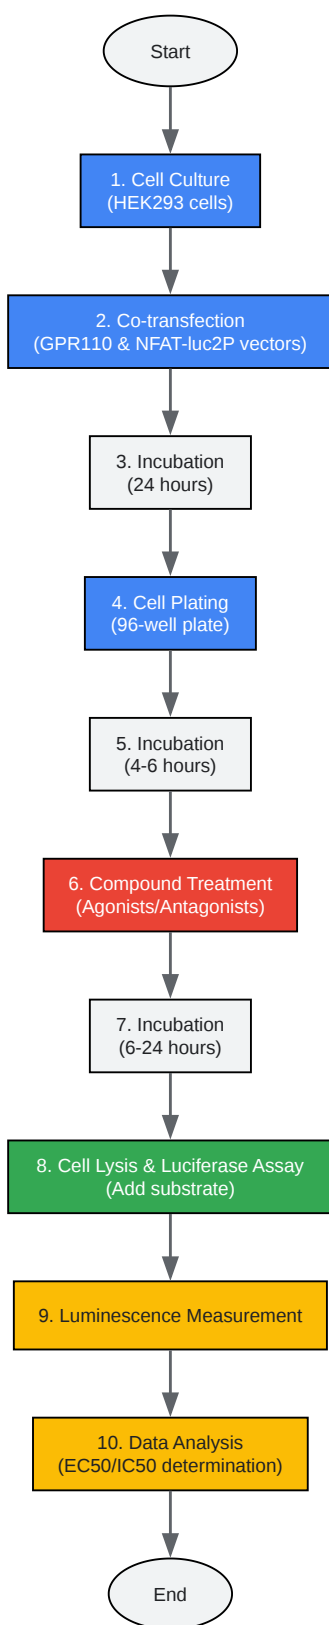 Start
1. Cell Culture
(HEK293 cells)
2. Co-transfection
(GPR110 & NFAT-luc2P vectors)
3. Incubation
(24 hours)
4. Cell Plating
(96-well plate)
5. Incubation
(4-6 hours)
6. Compound Treatment
(Agonists/Antagonists)
7. Incubation
(6-24 hours)
8. Cell Lysis & Luciferase Assay
(Add substrate)
9. Luminescence Measurement
10. Data Analysis
(EC50/IC50 determination)
End